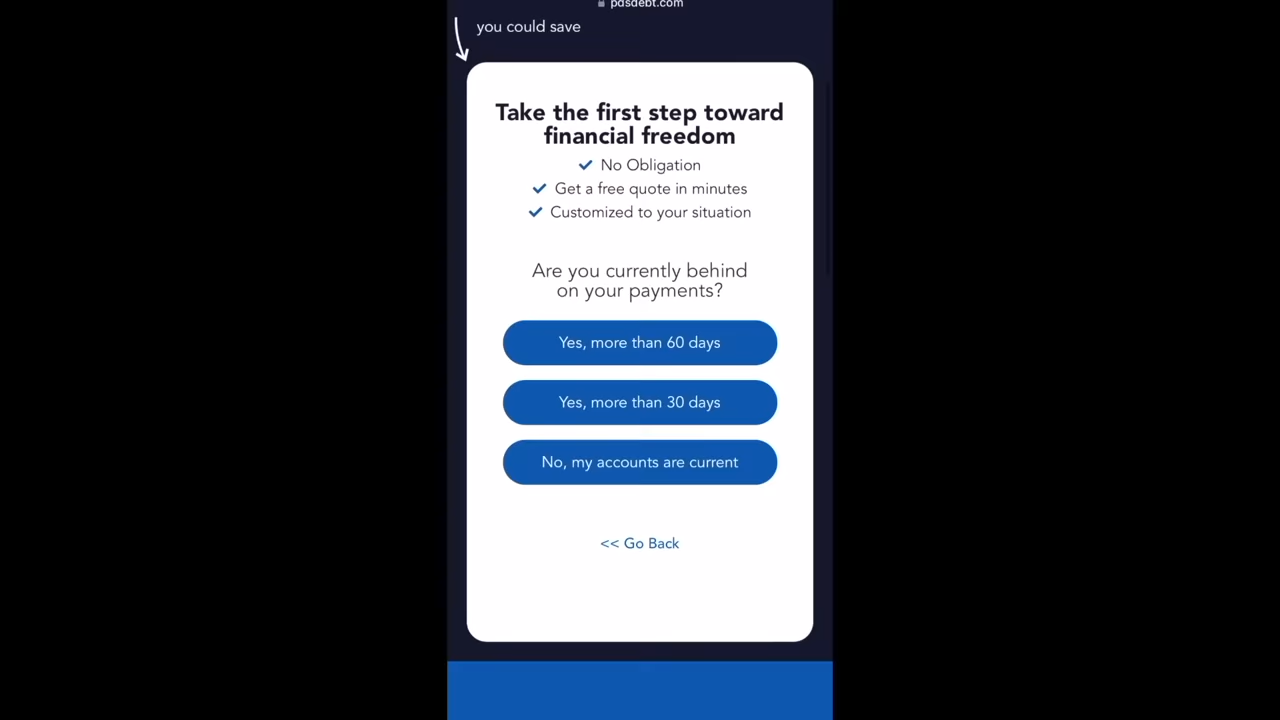 pdsdebt.com
you could save
Take the first step toward
financial freedom
No Obligation
Get a free quote in minutes
Customized to your situation
Are you currently behind
on your payments?
Yes, more than 60 days
Yes, more than 30 days
No, my accounts are current
<< Go Back